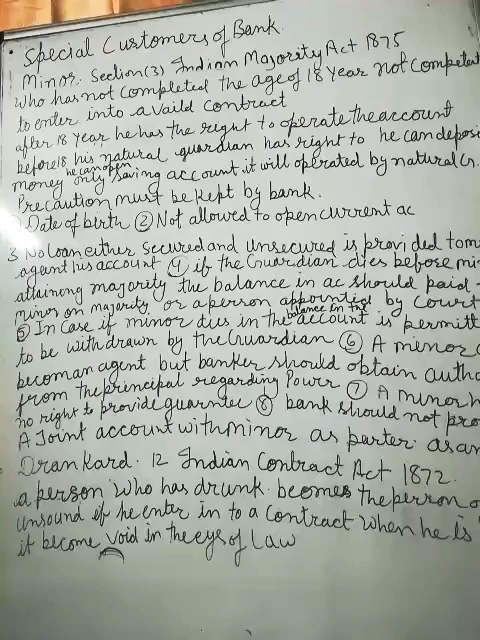 • Special Customers of Bank.
Minor. Section(3) Indian Majority Act 1875
Who has not completed the age of 18 Year not Competent
to enter into a Vaild Contract
after 18 Year he has the right to operate the account
before 18 his natural guardian has right to he can deposi
money he can open only Saving account it will operated by natural G.
Precaution must be kept by bank.
Date of birth ② Not allowed to open current ac
3 No Loan either Secured and unsecured is provided to m
against his account ④ if the Guardian dies before mi
attaining majority the balance in ac should paid
minor on majority or a person appointed by Court
⑤ In Case if minor dies in the balance in the account is permitt
to be withdrawn by the Guardian ⑥ A minor c
becom an agent but banker should obtain autho
from the principal regarding Power ⑦ A minor h
no right to provide guarntee ⑧ bank should not pro
A Joint account with minor as parter. as an
Drankard. 12 Indian Contract Act 1872.
a person who has drunk. becomes the person o
unsound if he enter in to a Contract when he is
it become void in the eyes of Law